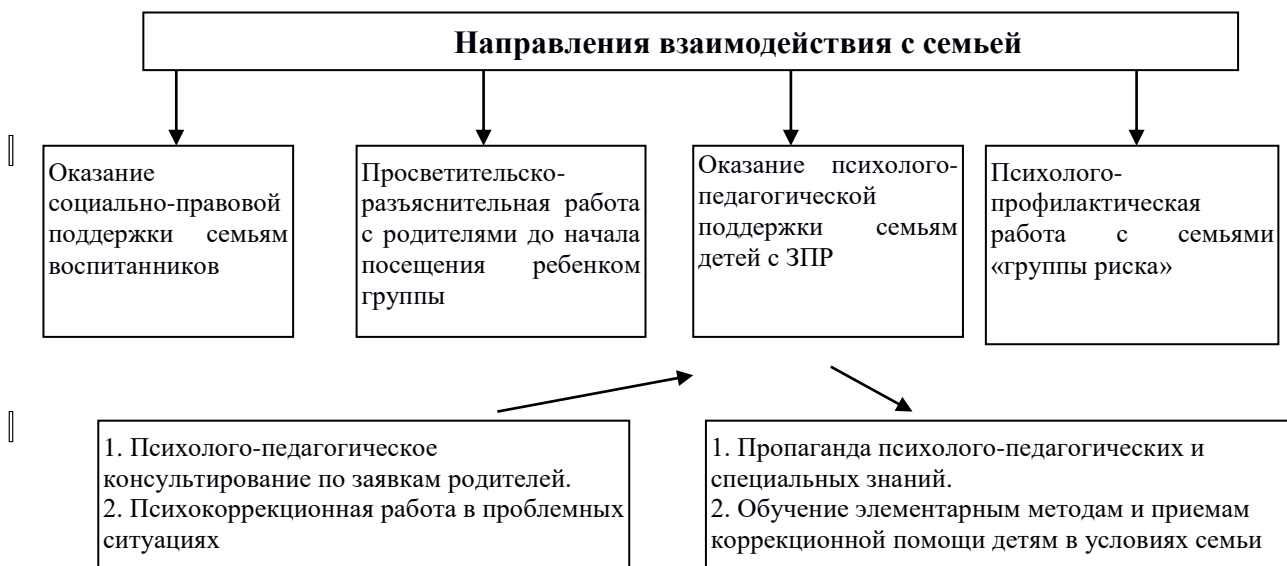 Направления взаимодействия с семьей
Оказание
социально-правовой
поддержки семьям
воспитанников
Просветительско-
разъяснительная работа
с родителями до начала
посещения ребенком
группы
Оказание психолого-
педагогической
поддержки семьям
детей с ЗПР
Психолого-
профилактическая
работа с семьями
«группы риска»
1. Психолого-педагогическое
консультирование по заявкам родителей.
2. Психокоррекционная работа в проблемных
ситуациях
1. Пропаганда психолого-педагогических и
специальных знаний.
2. Обучение элементарным методам и приемам
коррекционной помощи детям в условиях семьи